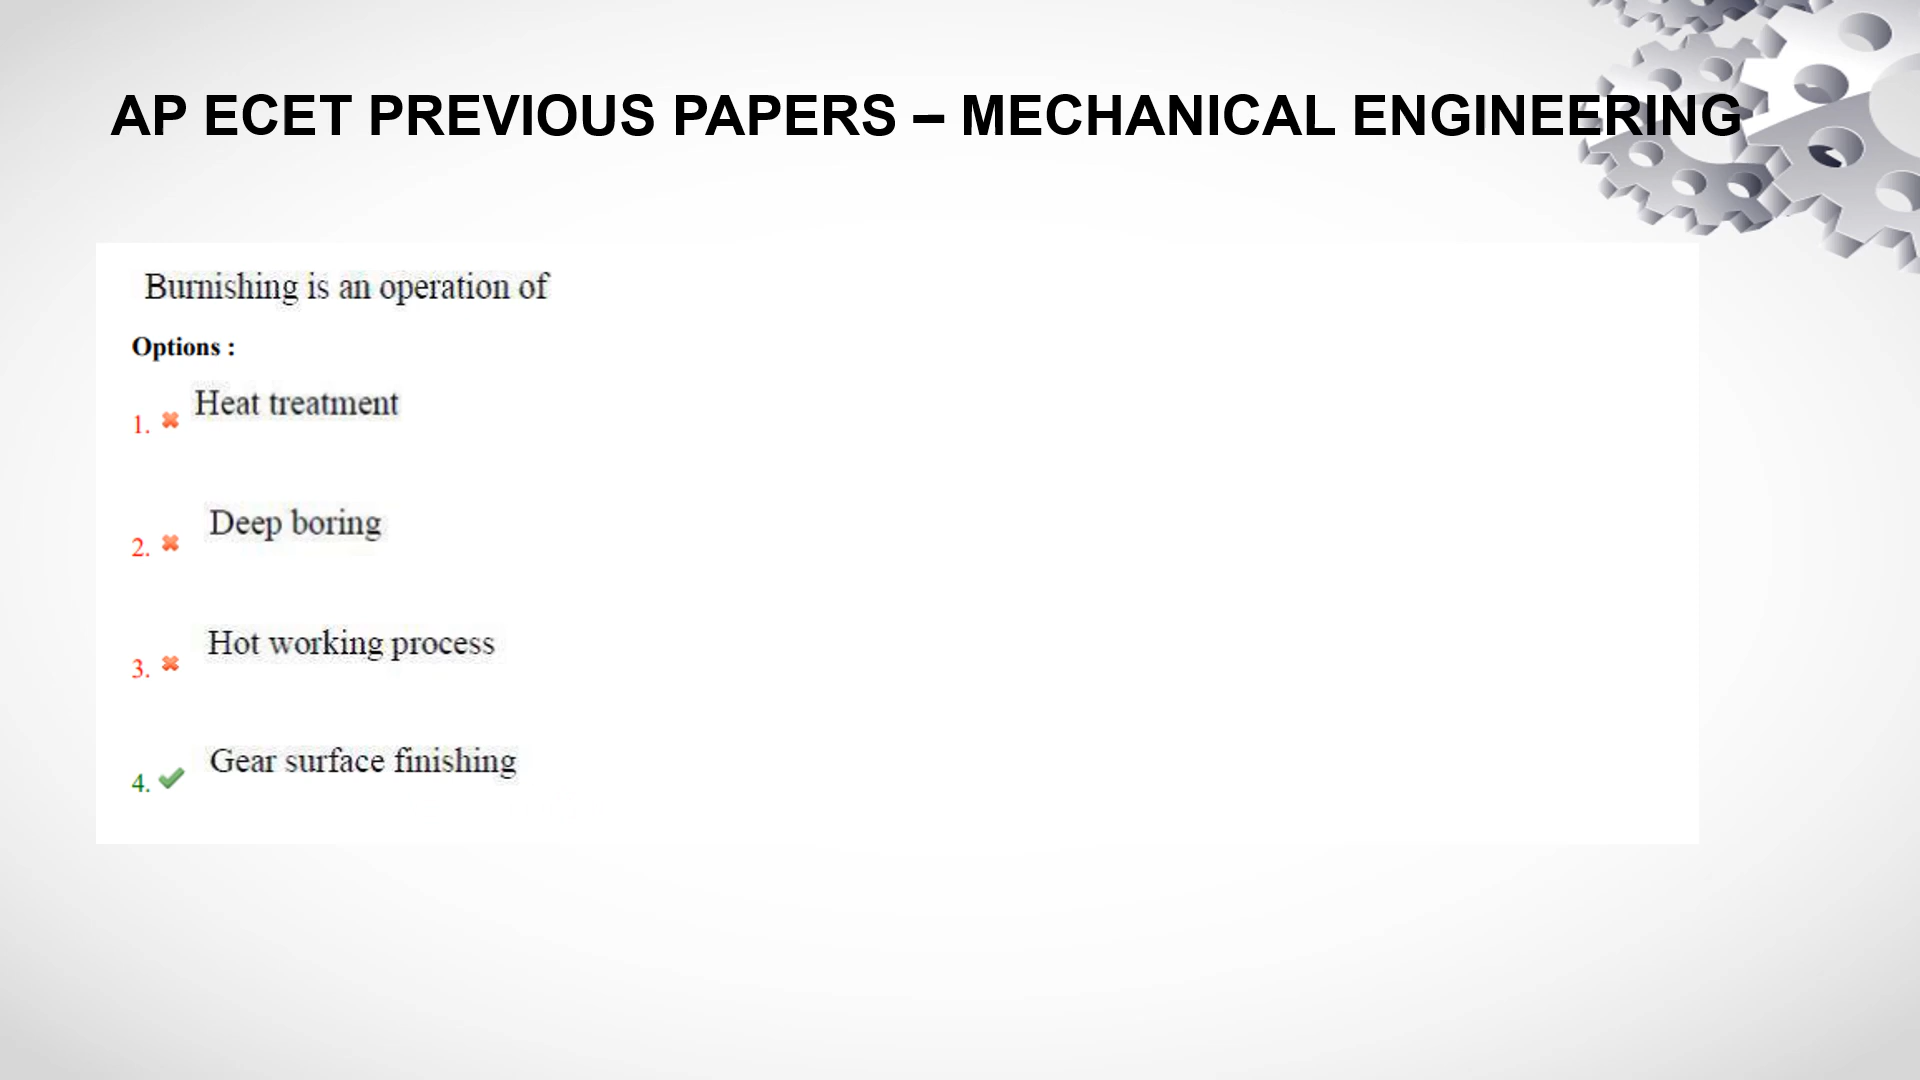 AP ECET PREVIOUS PAPERS – MECHANICAL ENGINEERING
Burnishing is an operation of
Options :
1. Heat treatment
2. Deep boring
3. Hot working process
4. Gear surface finishing